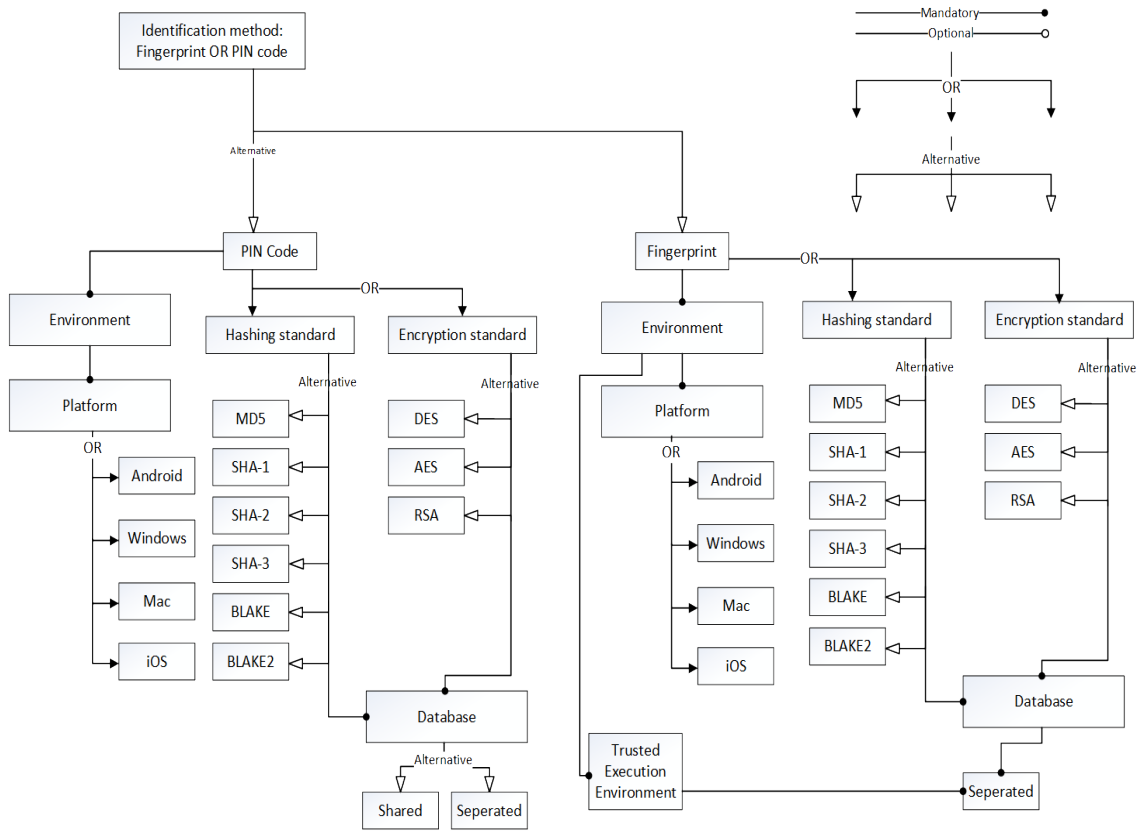 Identification method:
Fingerprint OR PIN code
Mandatory
Optional
OR
Alternative
Alternative
PIN Code
OR
Environment
Hashing standard
Encryption standard
Alternative
Alternative
Platform
OR
Android
Windows
Mac
iOS
MD5
SHA-1
SHA-2
SHA-3
BLAKE
BLAKE2
DES
AES
RSA
Database
Alternative
Shared
Seperated
Fingerprint
OR
Environment
Hashing standard
Encryption standard
Alternative
Alternative
Platform
OR
Android
Windows
Mac
iOS
MD5
SHA-1
SHA-2
SHA-3
BLAKE
BLAKE2
DES
AES
RSA
Database
Trusted
Execution
Environment
Seperated